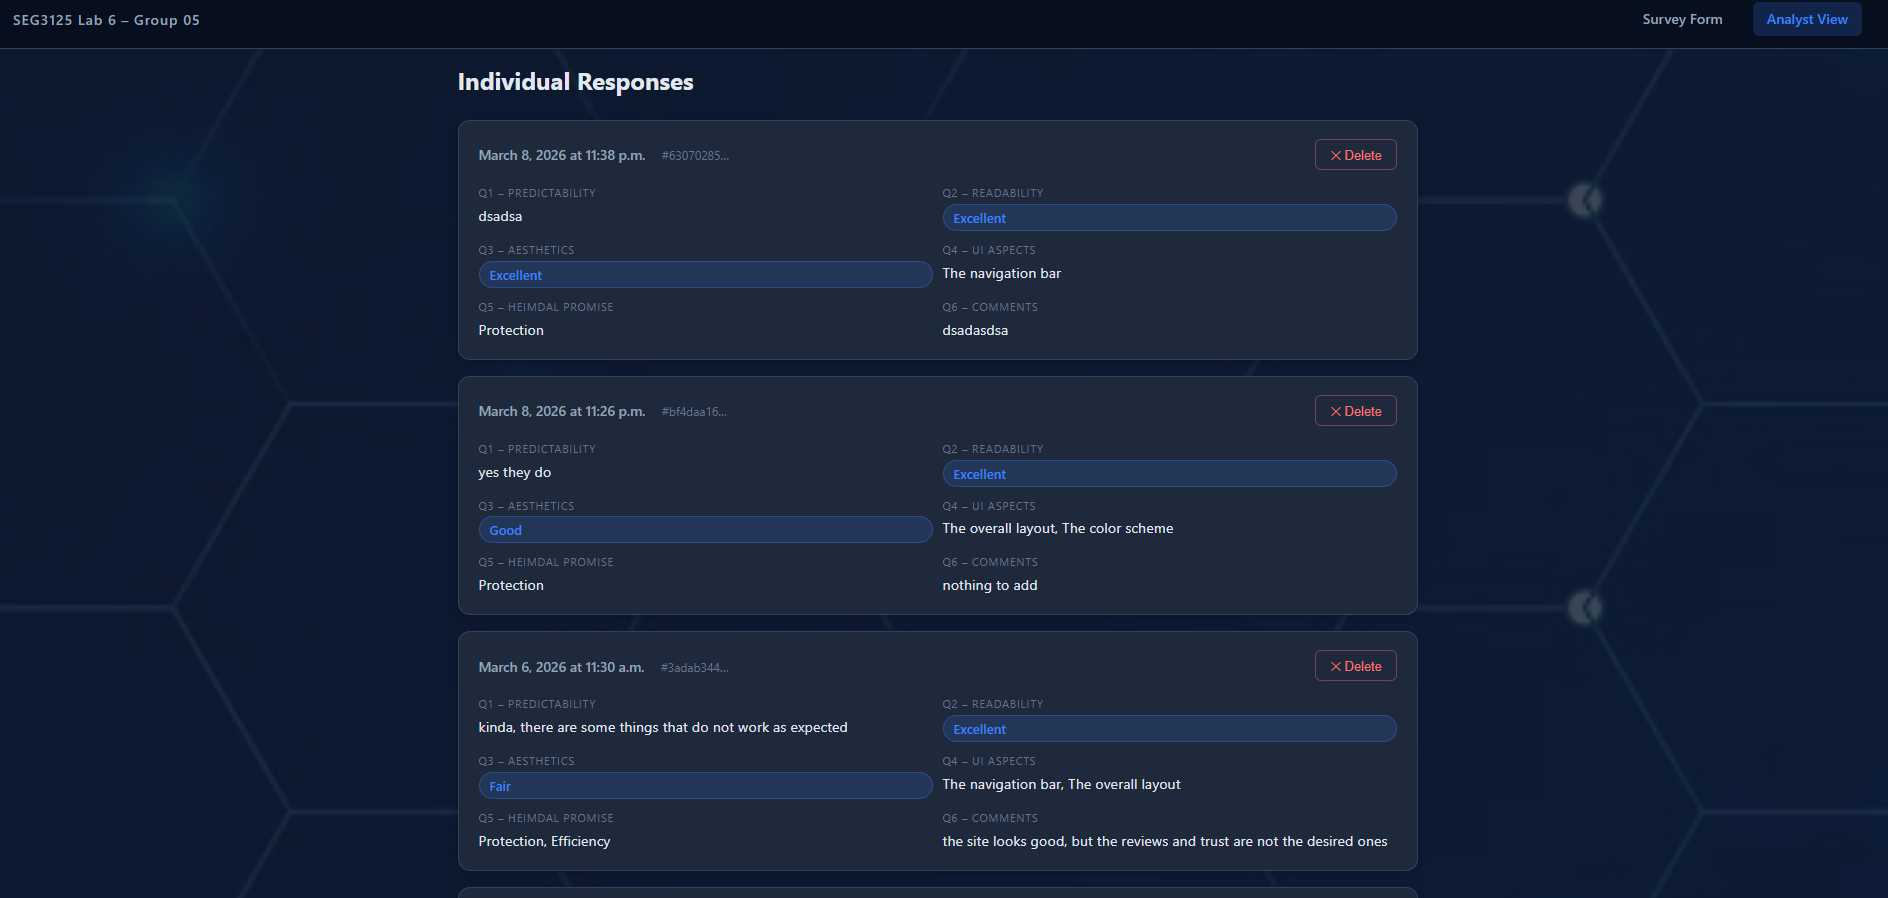 SEG3125 Lab 6 – Group 05
Survey Form
Analyst View
Individual Responses
March 8, 2026 at 11:38 p.m. #63070285...
Delete
Q1 – PREDICTABILITY
dsadsa
Q2 – READABILITY
Excellent
Q3 – AESTHETICS
Excellent
Q4 – UI ASPECTS
The navigation bar
Q5 – HEIMDAL PROMISE
Protection
Q6 – COMMENTS
dsadasdsa
March 8, 2026 at 11:26 p.m. #bf4daa16...
Delete
Q1 – PREDICTABILITY
yes they do
Q2 – READABILITY
Excellent
Q3 – AESTHETICS
Good
Q4 – UI ASPECTS
The overall layout, The color scheme
Q5 – HEIMDAL PROMISE
Protection
Q6 – COMMENTS
nothing to add
March 6, 2026 at 11:30 a.m. #3adab344...
Delete
Q1 – PREDICTABILITY
kinda, there are some things that do not work as expected
Q2 – READABILITY
Excellent
Q3 – AESTHETICS
Fair
Q4 – UI ASPECTS
The navigation bar, The overall layout
Q5 – HEIMDAL PROMISE
Protection, Efficiency
Q6 – COMMENTS
the site looks good, but the reviews and trust are not the desired ones